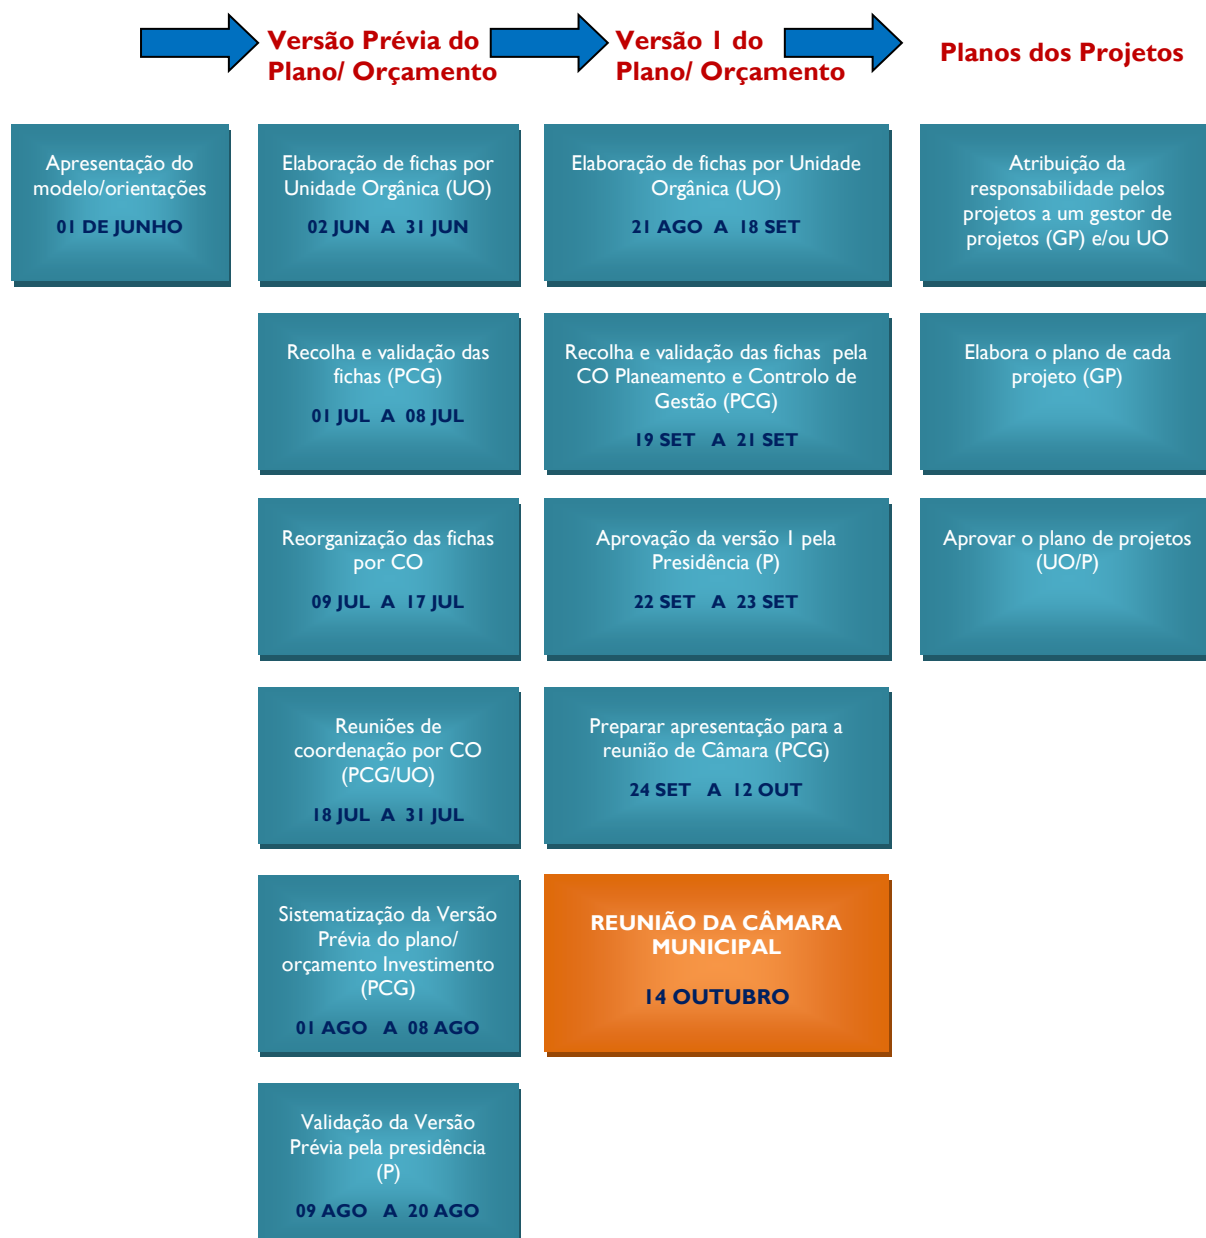 Versão Prévia do
Plano/ Orçamento
Versão 1 do
Plano/ Orçamento
Planos dos Projetos
Apresentação do
modelo/orientações
01 DE JUNHO
Elaboração de fichas por
Unidade Orgânica (UO)
02 JUN A 31 JUN
Recolha e validação das
fichas (PCG)
01 JUL A 08 JUL
Reorganização das fichas
por CO
09 JUL A 17 JUL
Reuniões de
coordenação por CO
(PCG/UO)
18 JUL A 31 JUL
Sistematização da Versão
Prévia do plano/
orçamento Investimento
(PCG)
01 AGO A 08 AGO
Validação da Versão
Prévia pela presidência
(P)
09 AGO A 20 AGO
Elaboração de fichas por Unidade
Orgânica (UO)
21 AGO A 18 SET
Recolha e validação das fichas pela
CO Planeamento e Controlo de
Gestão (PCG)
19 SET A 21 SET
Aprovação da versão 1 pela
Presidência (P)
22 SET A 23 SET
Preparar apresentação para a
reunião de Câmara (PCG)
24 SET A 12 OUT
REUNIÃO DA CÂMARA
MUNICIPAL
14 OUTUBRO
Atribuição da
responsabilidade pelos
projetos a um gestor de
projetos (GP) e/ou UO
Elabora o plano de cada
projeto (GP)
Aprovar o plano de projetos
(UO/P)